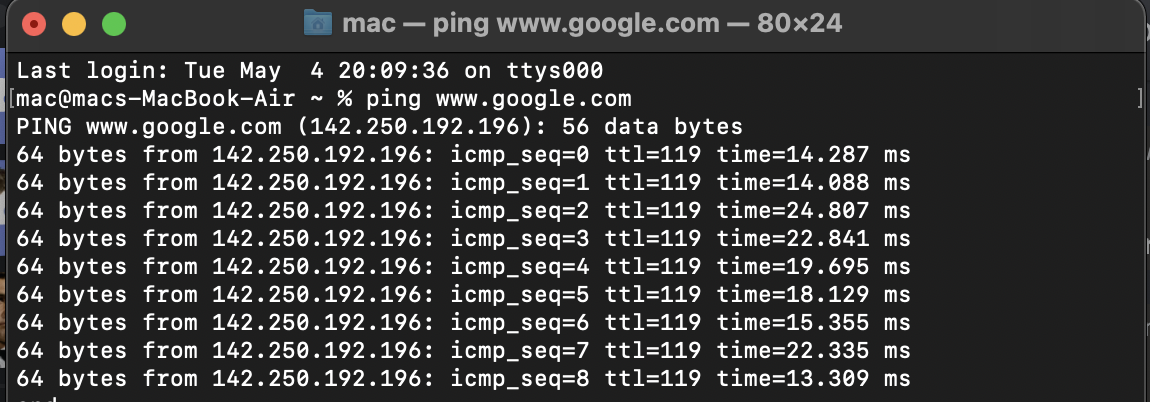 mac — ping www.google.com — 80×24
Last login: Tue May  4 20:09:36 on ttys000
[mac@macs-MacBook-Air ~ % ping www.google.com ]
PING www.google.com (142.250.192.196): 56 data bytes
64 bytes from 142.250.192.196: icmp_seq=0 ttl=119 time=14.287 ms
64 bytes from 142.250.192.196: icmp_seq=1 ttl=119 time=14.088 ms
64 bytes from 142.250.192.196: icmp_seq=2 ttl=119 time=24.807 ms
64 bytes from 142.250.192.196: icmp_seq=3 ttl=119 time=22.841 ms
64 bytes from 142.250.192.196: icmp_seq=4 ttl=119 time=19.695 ms
64 bytes from 142.250.192.196: icmp_seq=5 ttl=119 time=18.129 ms
64 bytes from 142.250.192.196: icmp_seq=6 ttl=119 time=15.355 ms
64 bytes from 142.250.192.196: icmp_seq=7 ttl=119 time=22.335 ms
64 bytes from 142.250.192.196: icmp_seq=8 ttl=119 time=13.309 ms